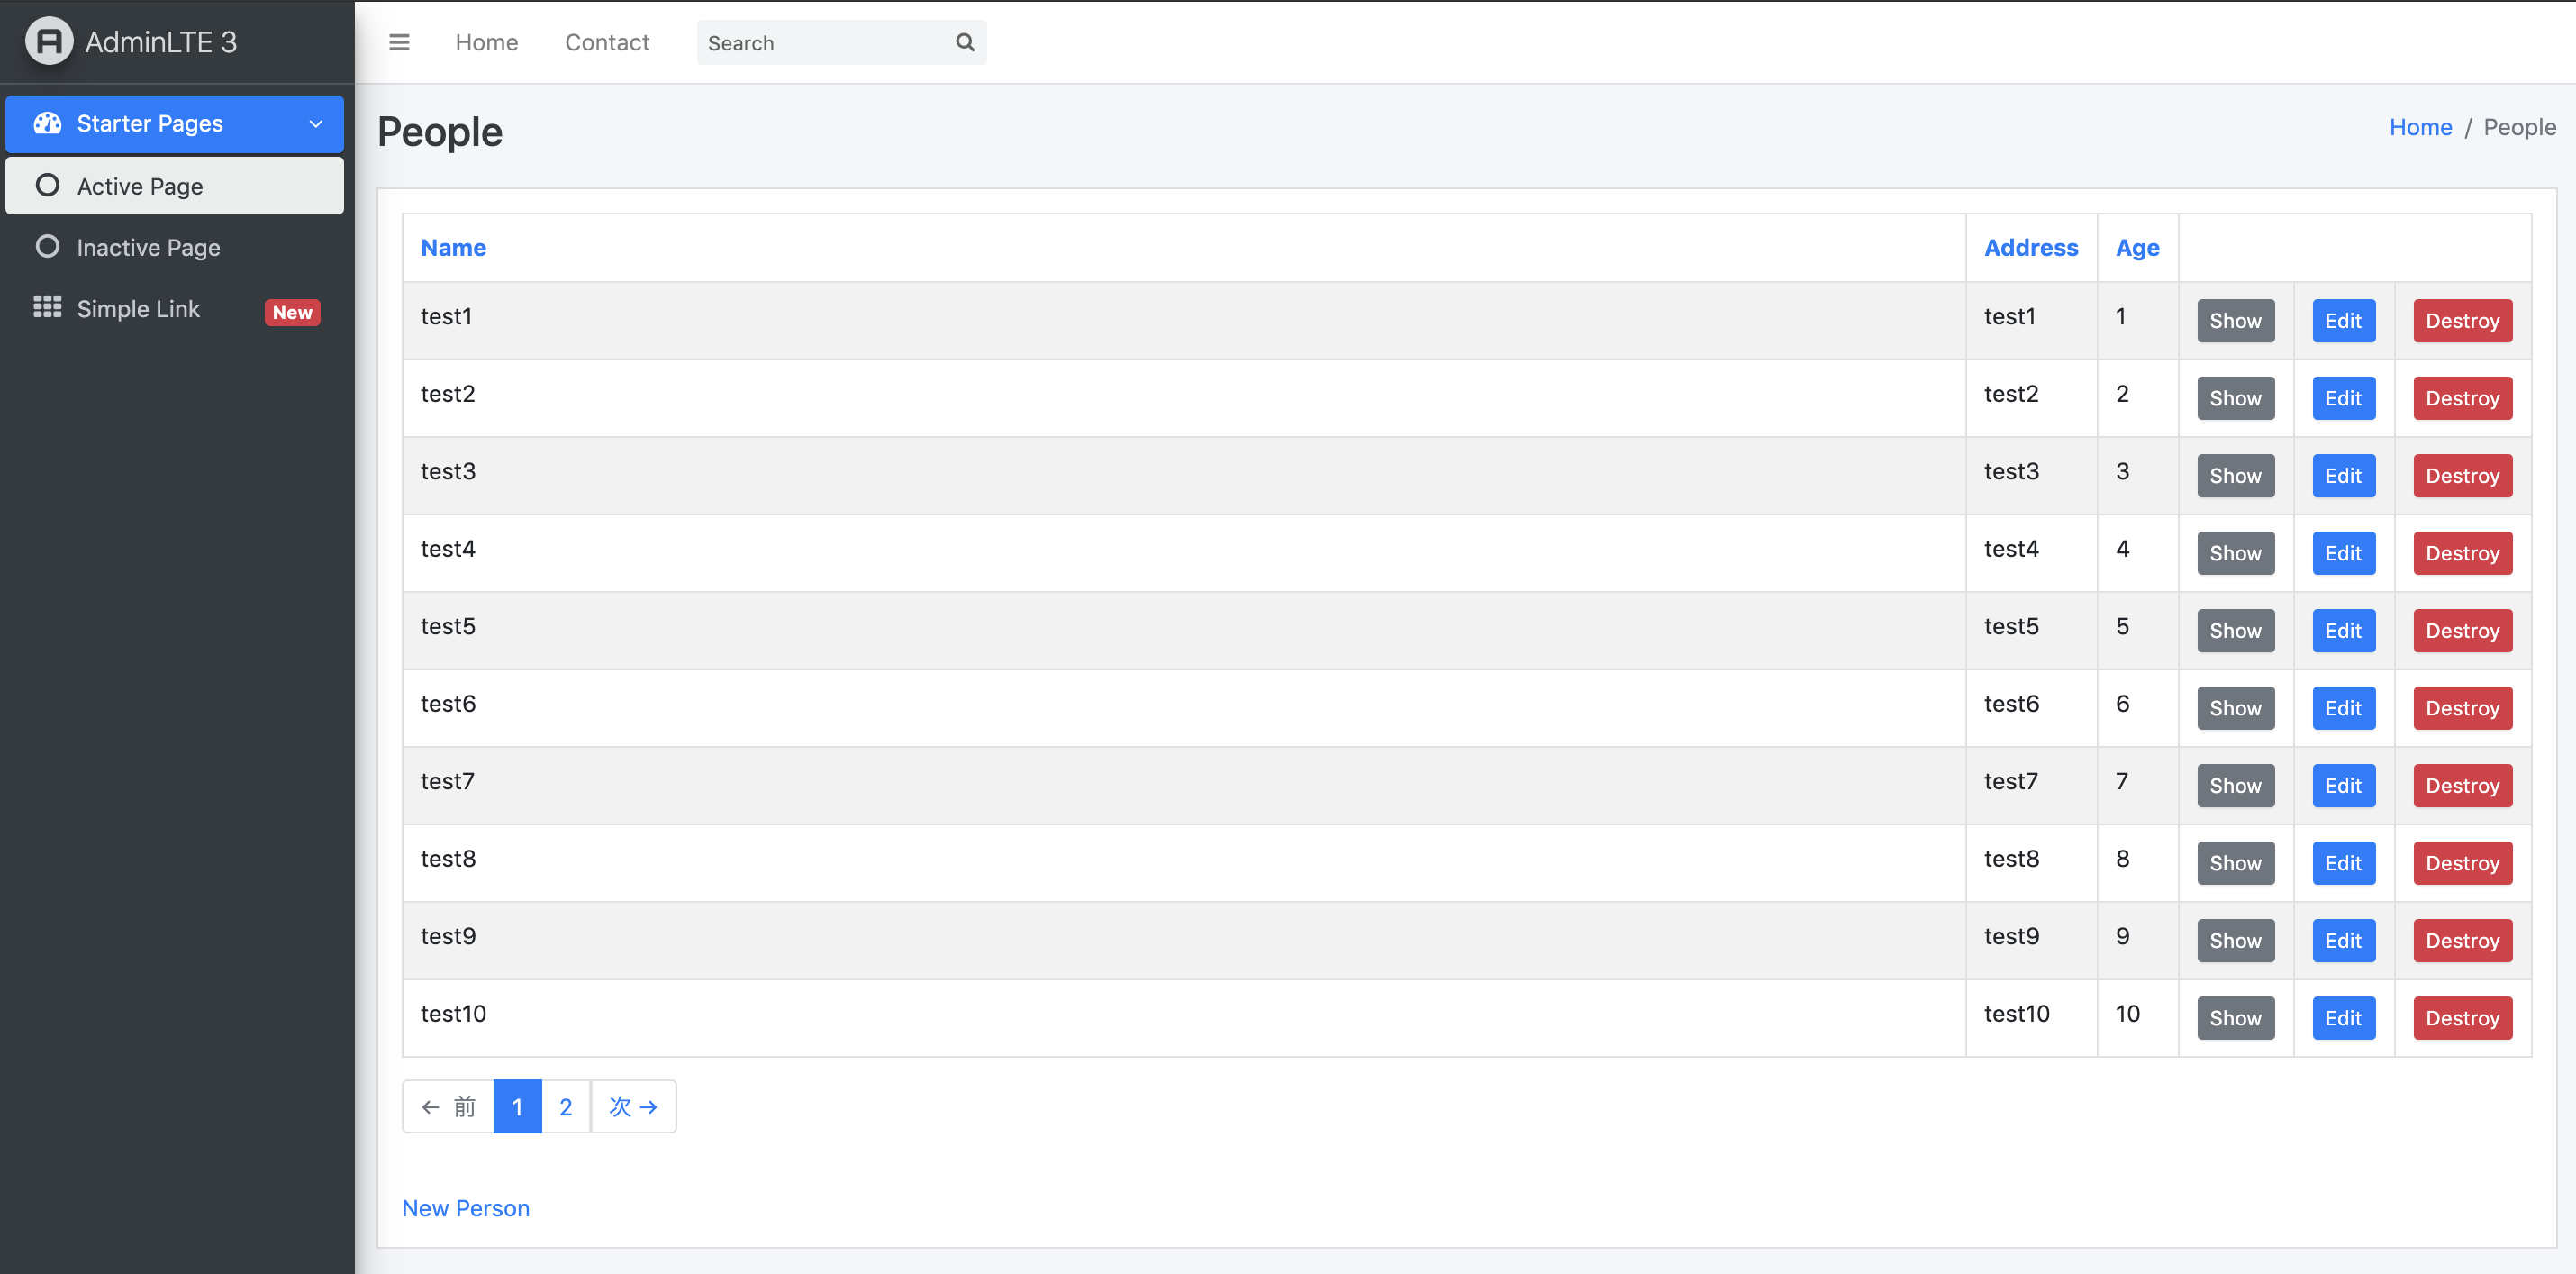 AdminLTE 3
Home Contact Search
Starter Pages
Active Page
Inactive Page
Simple Link New
People
Home / People
Name Address Age
test1 test1 1 Show Edit Destroy
test2 test2 2 Show Edit Destroy
test3 test3 3 Show Edit Destroy
test4 test4 4 Show Edit Destroy
test5 test5 5 Show Edit Destroy
test6 test6 6 Show Edit Destroy
test7 test7 7 Show Edit Destroy
test8 test8 8 Show Edit Destroy
test9 test9 9 Show Edit Destroy
test10 test10 10 Show Edit Destroy
← 前 1 2 次 →
New Person